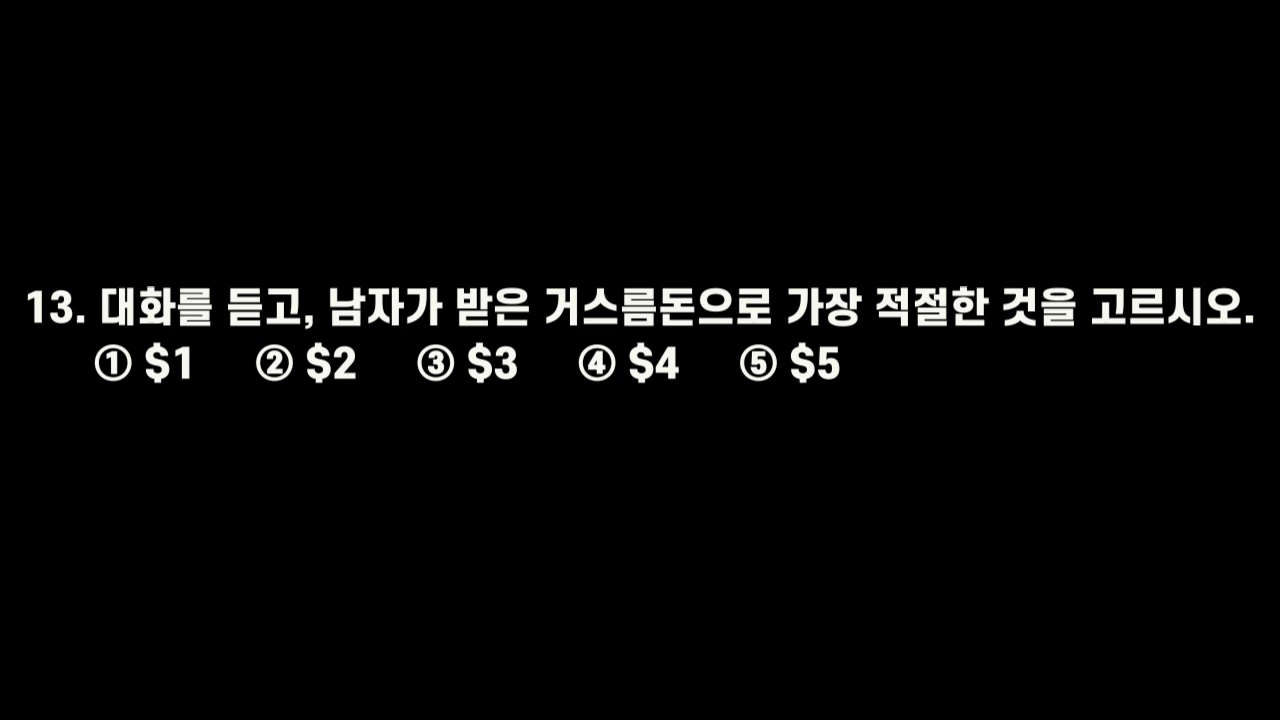 13. 대화를 듣고, 남자가 받은 거스름돈으로 가장 적절한 것을 고르시오.
① $1 ② $2 ③ $3 ④ $4 ⑤ $5